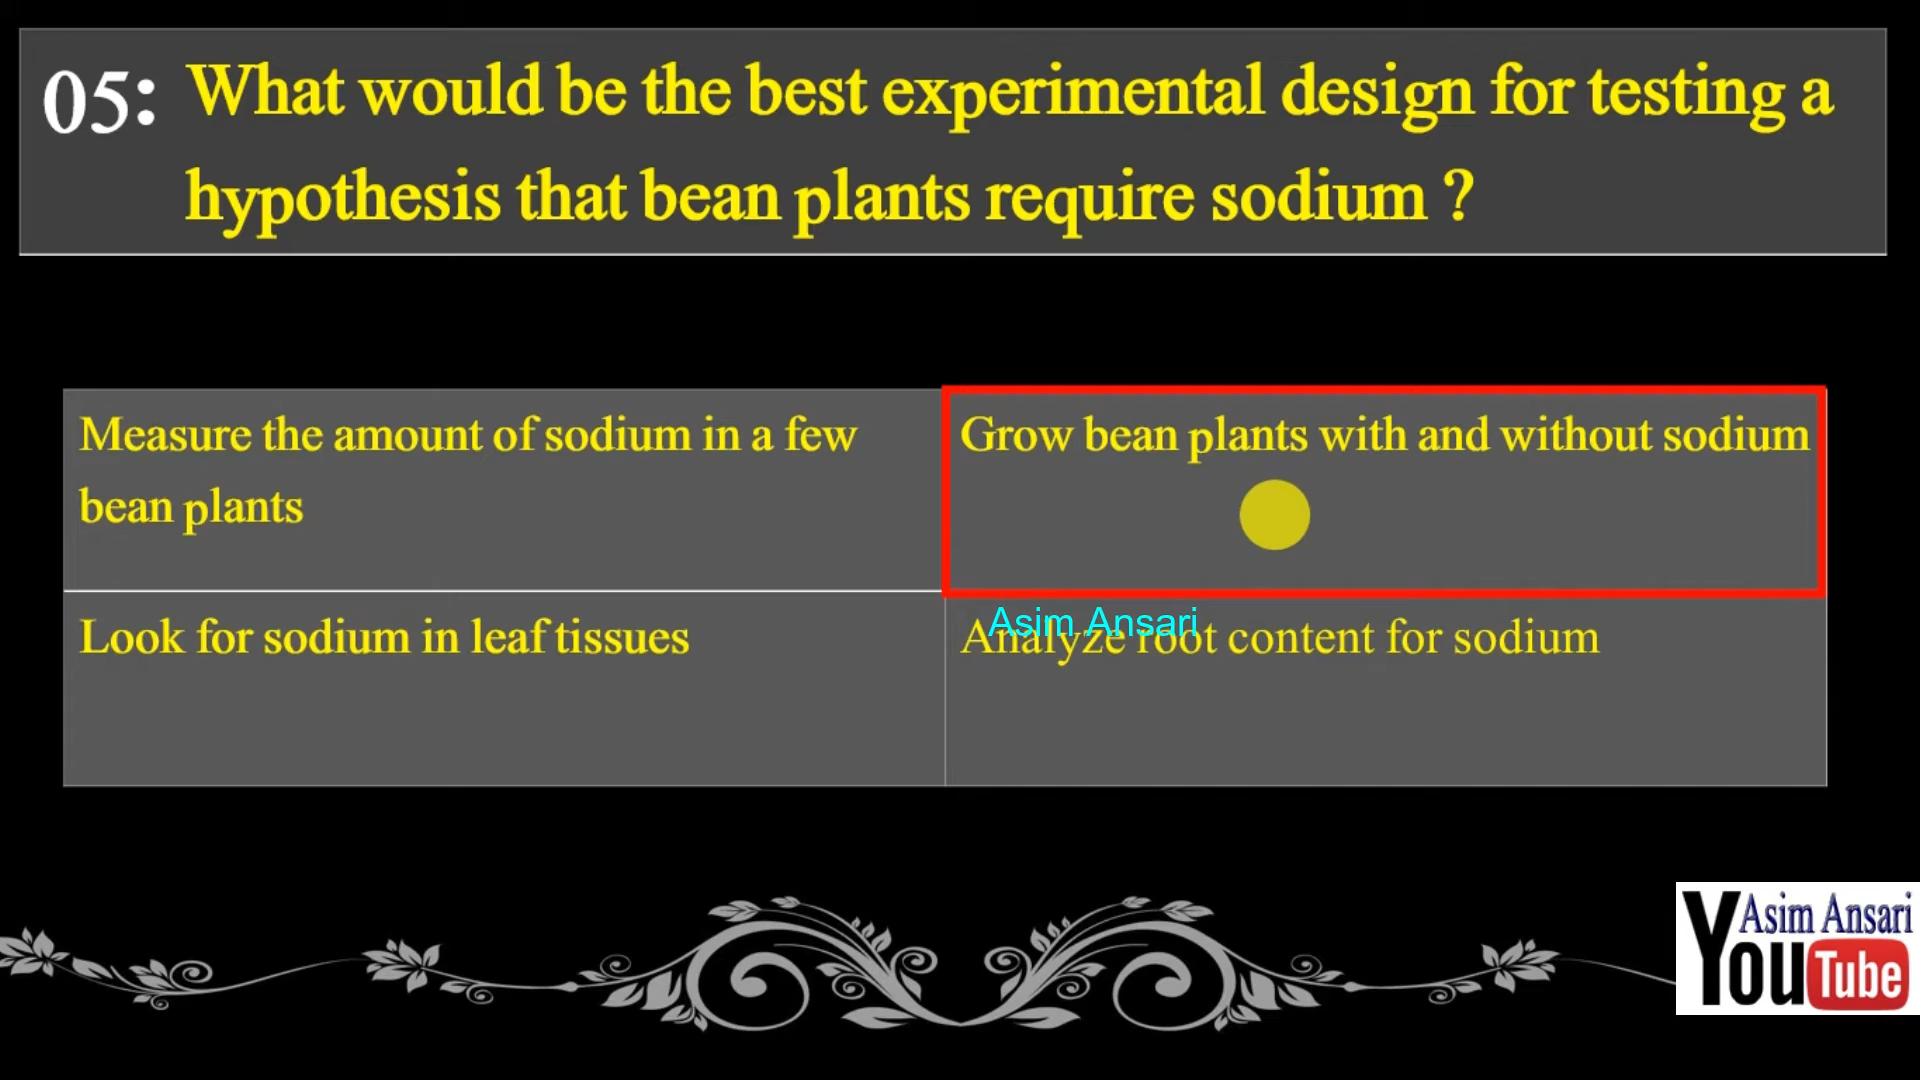 05: What would be the best experimental design for testing a
hypothesis that bean plants require sodium ?
Measure the amount of sodium in a few
bean plants
Grow bean plants with and without sodium
Look for sodium in leaf tissues
Asim Ansari
Analyze root content for sodium
Asim Ansari
YouTube